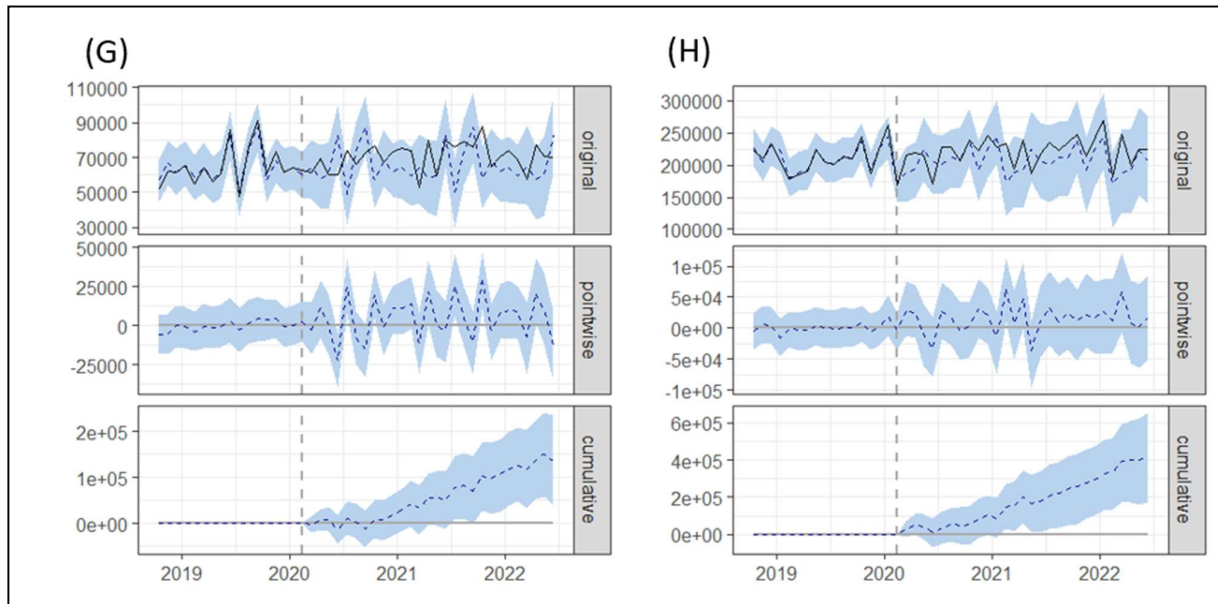 (G)
110000
90000
70000
50000
30000
original
50000
25000
0
-25000
pointwise
2e+05
1e+05
0e+00
cumulative
2019 2020 2021 2022
(H)
300000
250000
200000
150000
100000
original
1e+05
5e+04
0e+00
-5e+04
-1e+05
pointwise
6e+05
4e+05
2e+05
0e+00
cumulative
2019 2020 2021 2022